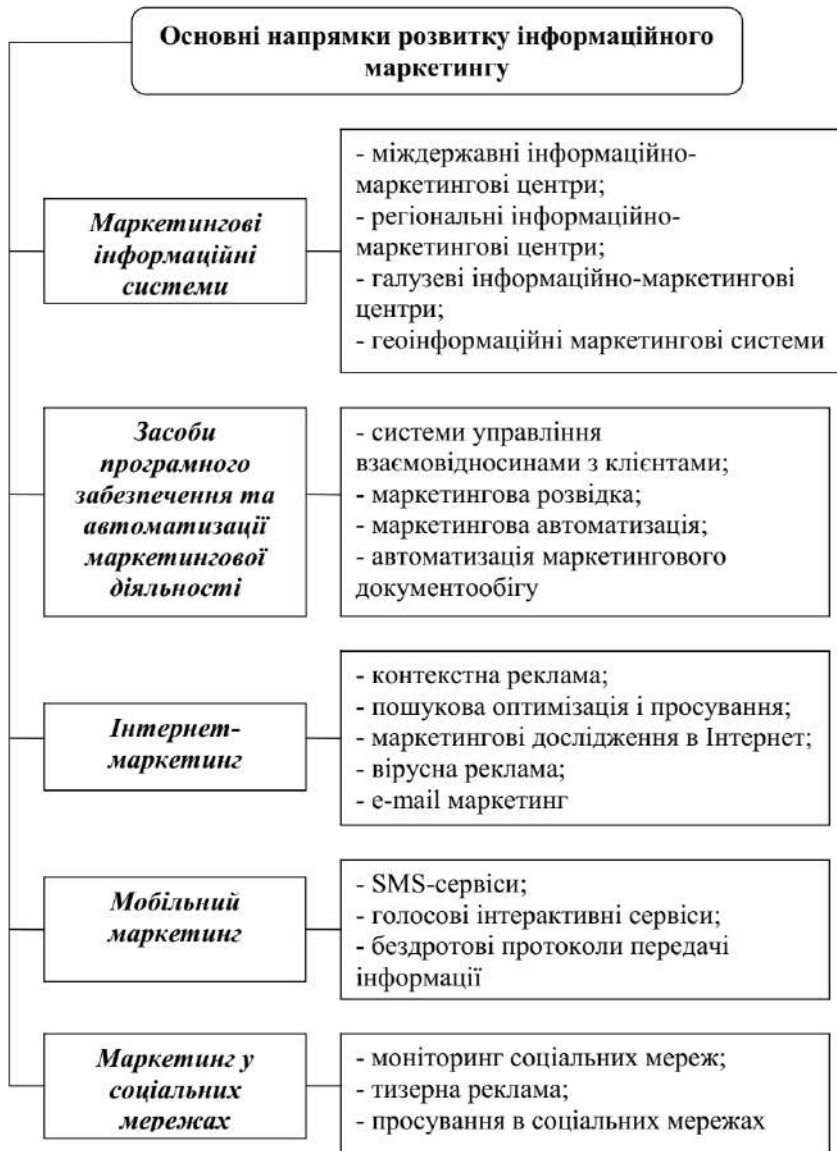 Основні напрямки розвитку інформаційного
маркетингу
Маркетингові
інформаційні
системи
- міждержавні інформаційно-
маркетингові центри;
- регіональні інформаційно-
маркетингові центри;
- галузеві інформаційно-маркетингові
центри;
- геоінформаційні маркетингові системи
Засоби
програмного
забезпечення та
автоматизації
маркетингової
діяльності
- системи управління
взаємовідносинами з клієнтами;
- маркетингова розвідка;
- маркетингова автоматизація;
- автоматизація маркетингового
документообігу
Інтернет-
маркетинг
- контекстна реклама;
- пошукова оптимізація і просування;
- маркетингові дослідження в Інтернет;
- вірусна реклама;
- e-mail маркетинг
Мобільний
маркетинг
- SMS-сервіси;
- голосові інтерактивні сервіси;
- бездротові протоколи передачі
інформації
Маркетинг у
соціальних
мережах
- моніторинг соціальних мереж;
- тизерна реклама;
- просування в соціальних мережах